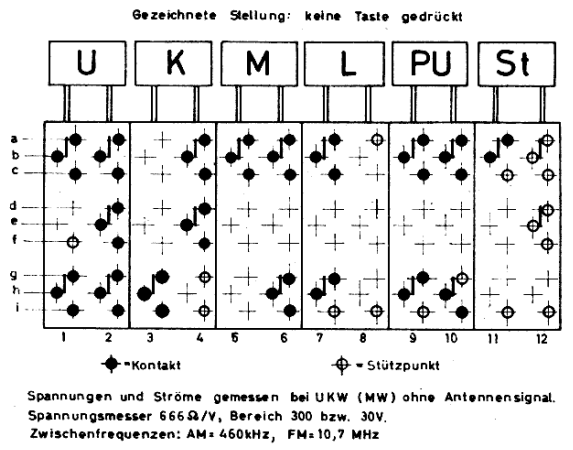 Gezeichnete Stellung: keine Taste gedrückt
U K M L PU St
a
b
c
d
e
f
g
h
i
1 2 3 4 5 6 7 8 9 10 11 12
=Kontakt =Stützpunkt
Spannungen und Ströme gemessen bei UKW (MW) ohne Antennensignal.
Spannungsmesser 666Ω/V, Bereich 300 bzw. 30V.
Zwischenfrequenzen: AM= 460kHz, FM=10,7 MHz